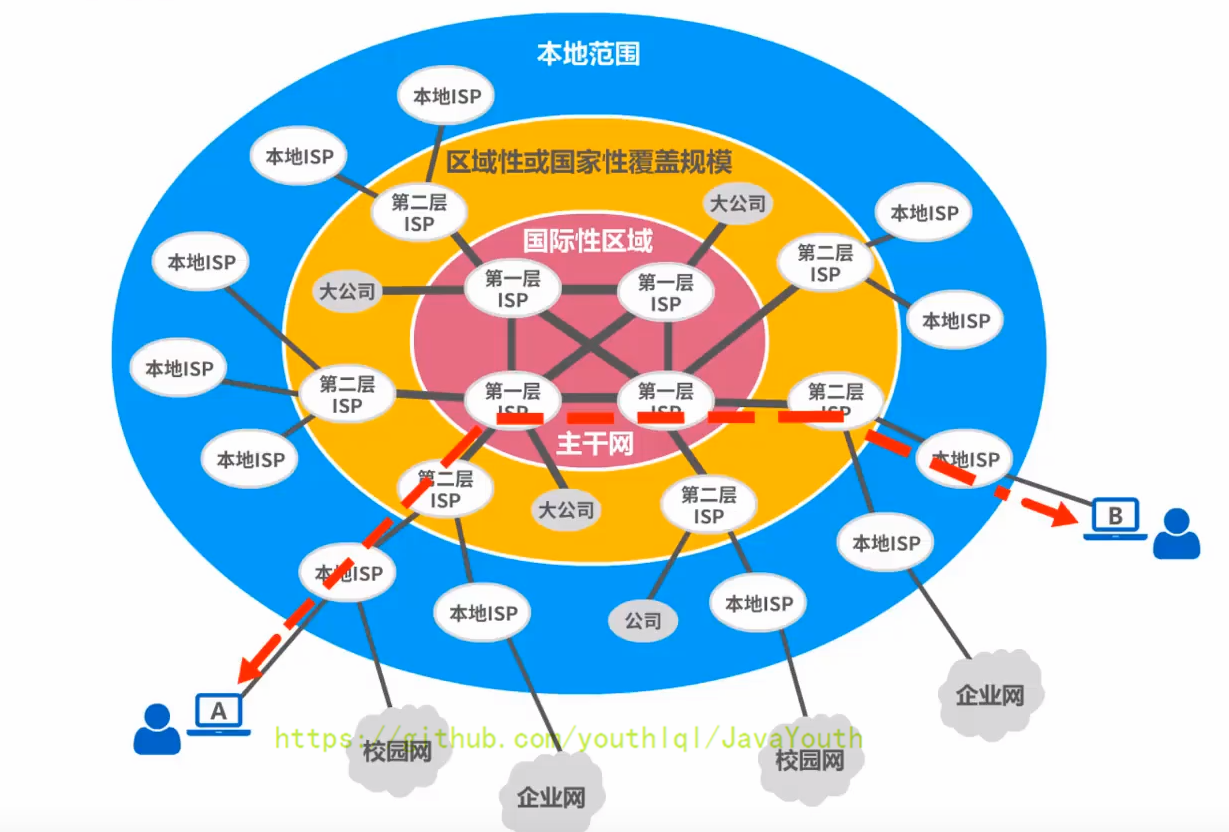 本地范围
本地ISP
本地ISP
区域性或国家性覆盖规模
第二层
ISP
大公司
本地ISP
国际性区域
第二层
ISP
本地ISP
大公司
第一层
ISP
第一层
ISP
本地ISP
本地ISP
第二层
ISP
第一层
ISP
第一层
ISP
第二层
ISP
主干网
本地ISP
本地ISP
第二层
ISP
大公司
第二层
ISP
B
本地ISP
本地ISP
本地ISP
公司
本地ISP
企业网
A
https://github.com/youthlql/JavaYouth
校园网
校园网
企业网